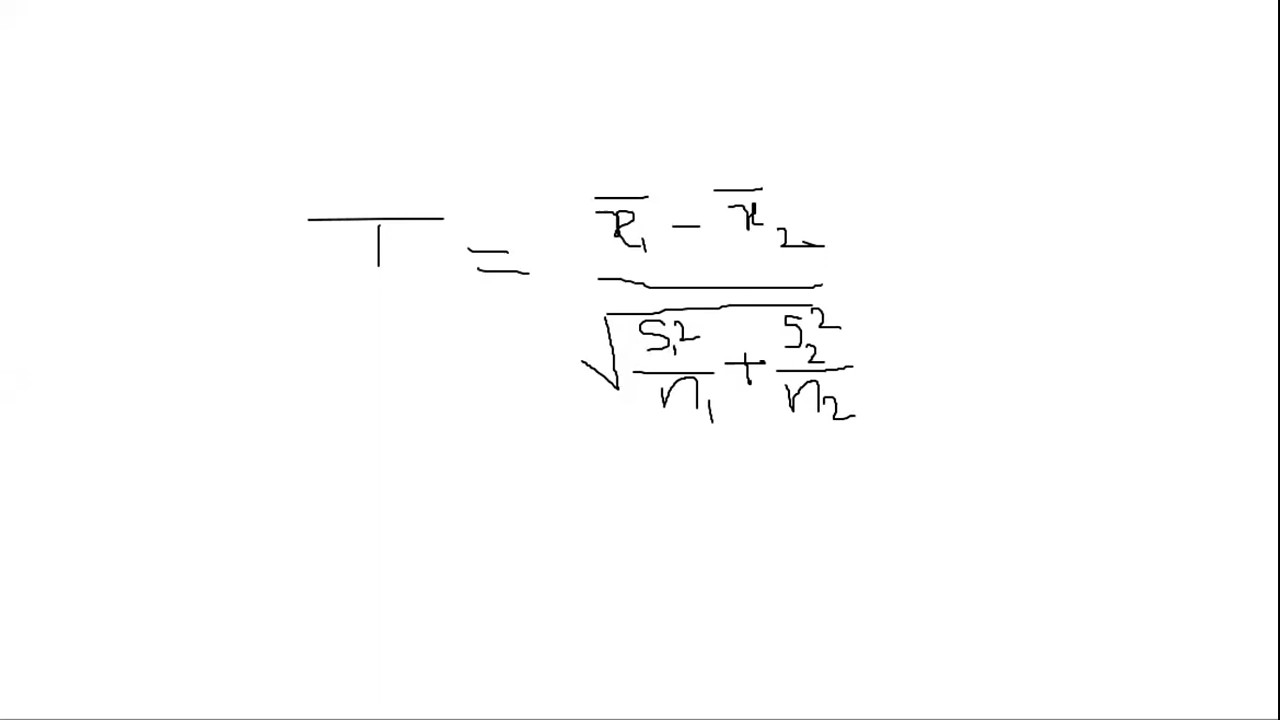 T = (x̄₁ − x̄₂) / √(S₁²/n₁ + S₂²/n₂)